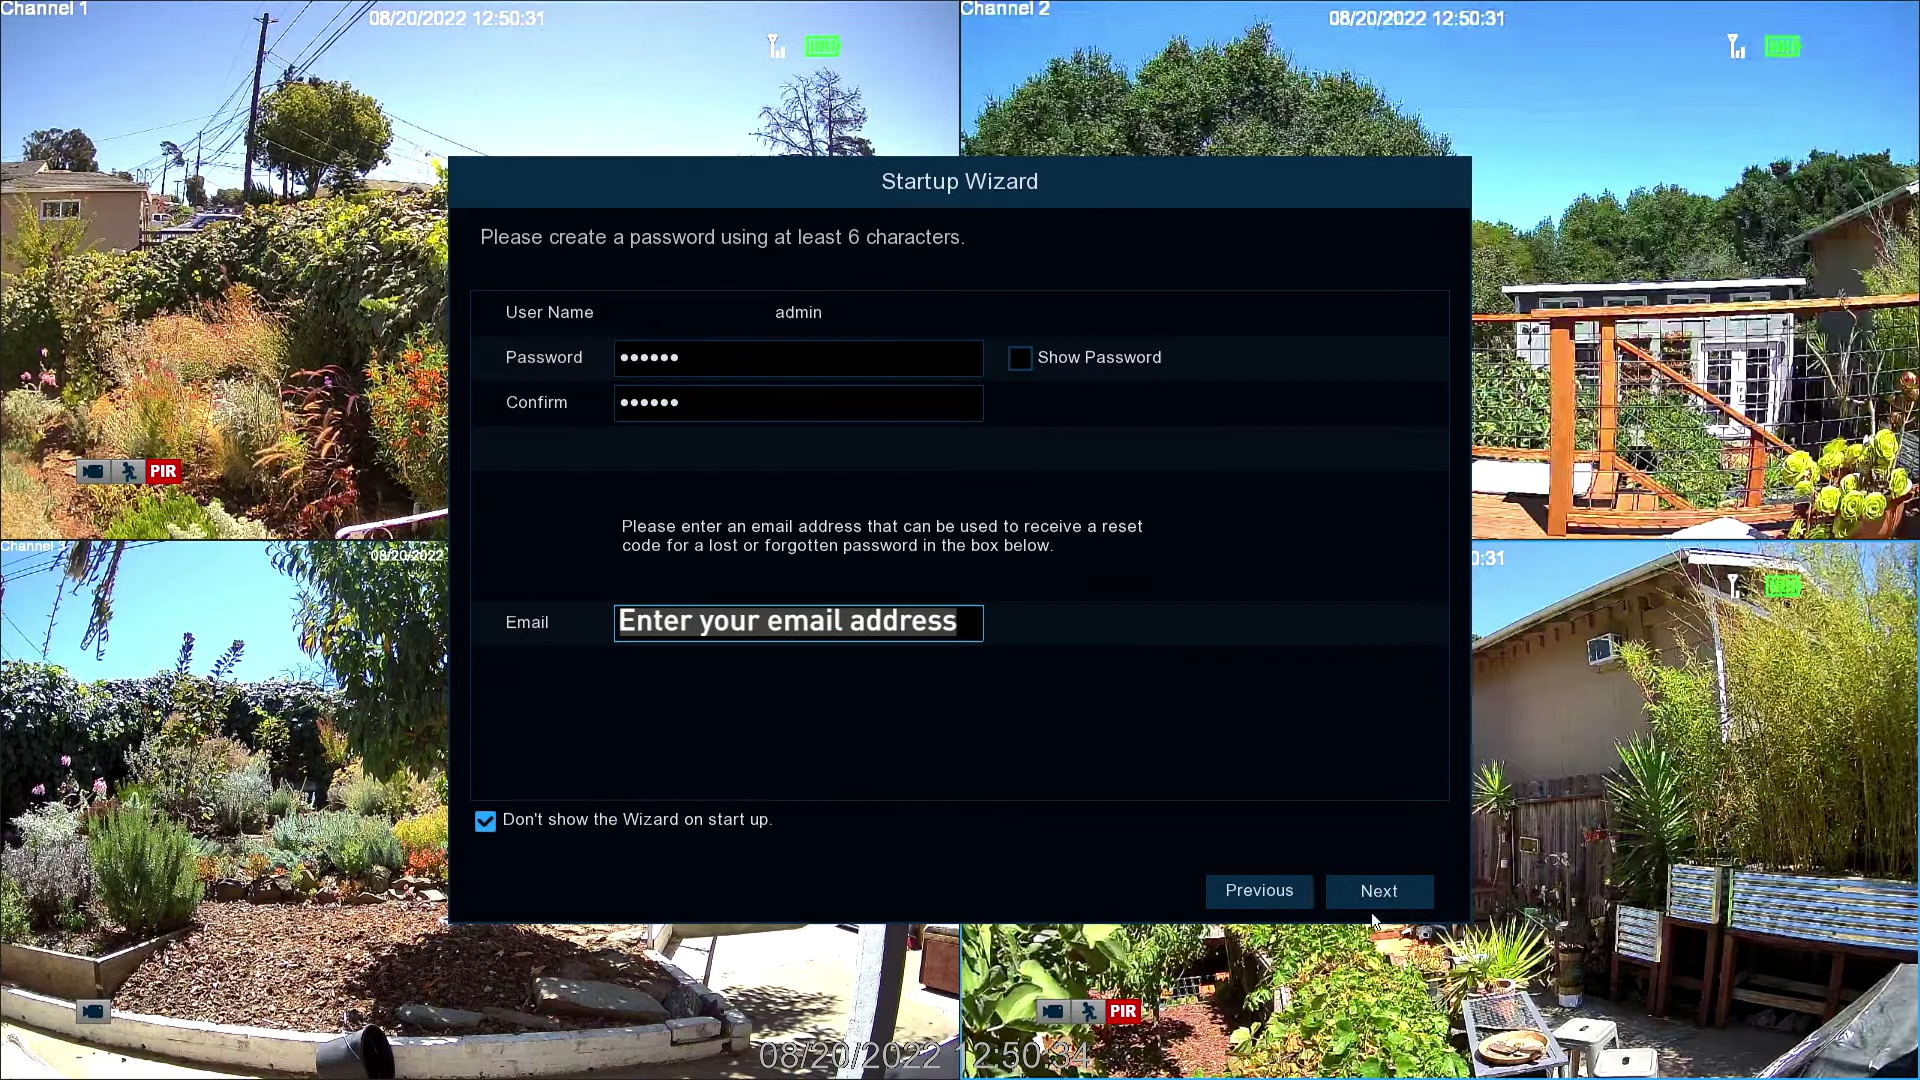 Channel 1
08/20/2022 12:50:31
Channel 2
08/20/2022 12:50:31
Startup Wizard
Please create a password using at least 6 characters.
User Name
admin
Password
••••••
Show Password
Confirm
••••••
PIR
Please enter an email address that can be used to receive a reset
code for a lost or forgotten password in the box below.
Channel 3
08/20/2022
0:31
Email
Enter your email address
Don't show the Wizard on start up.
Previous
Next
PIR
08/20/2022 12:50:34